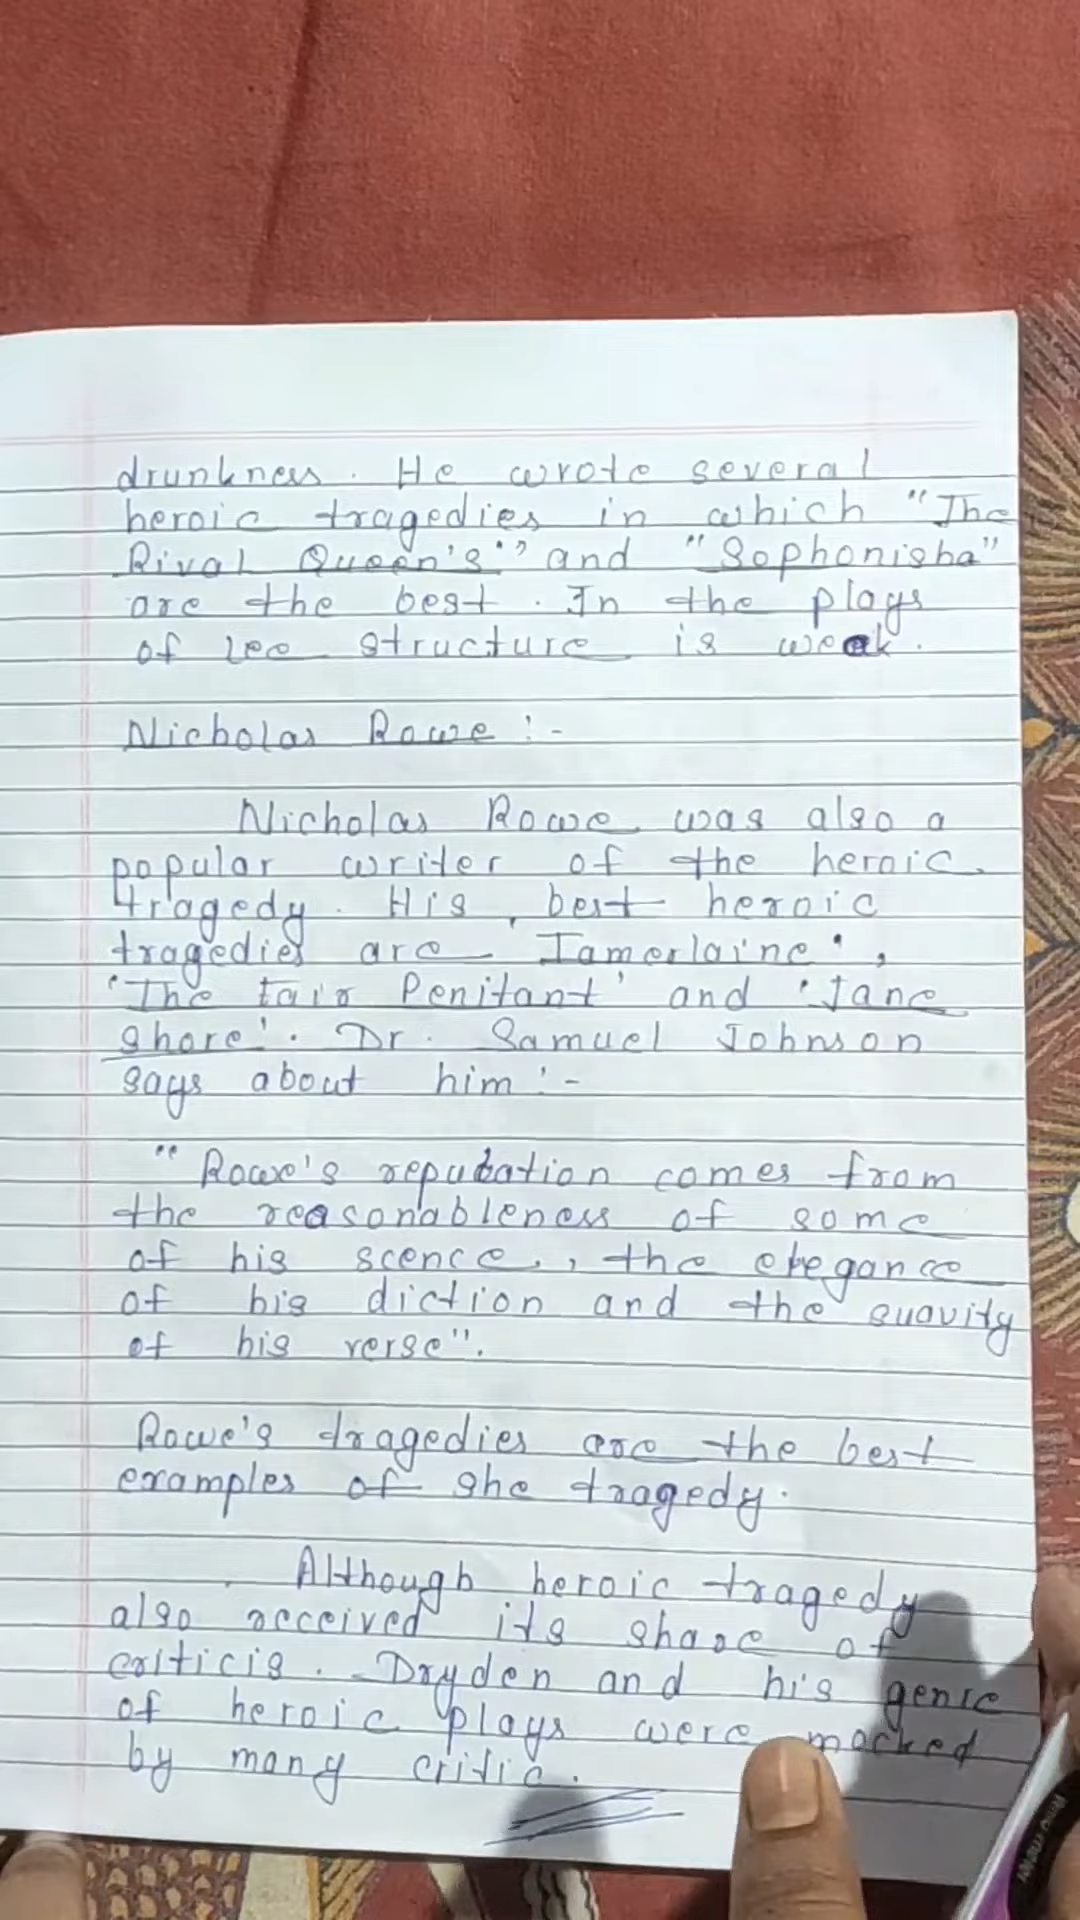 drunkness. He wrote several
heroic tragedies in which "The
Rival Queen's" and "Sophonisba"
are the best. In the plays
of Lee structure is weak.
Nicholas Rowe :-
Nicholas Rowe was also a
popular writer of the heroic
tragedy. His best heroic
tragedies are 'Tamerlaine',
'The fair Penitant' and 'Jane
Shore'. Dr. Samuel Johnson
says about him :-
"Rowe's reputation comes from
the reasonableness of some
of his scence, the elegance
of his diction and the suavity
of his verse".
Rowe's tragedies are the best
examples of she tragedy.
Although heroic tragedy
also received its share of
criticis. Dryden and his genre
of heroic plays were mocked
by many critic.